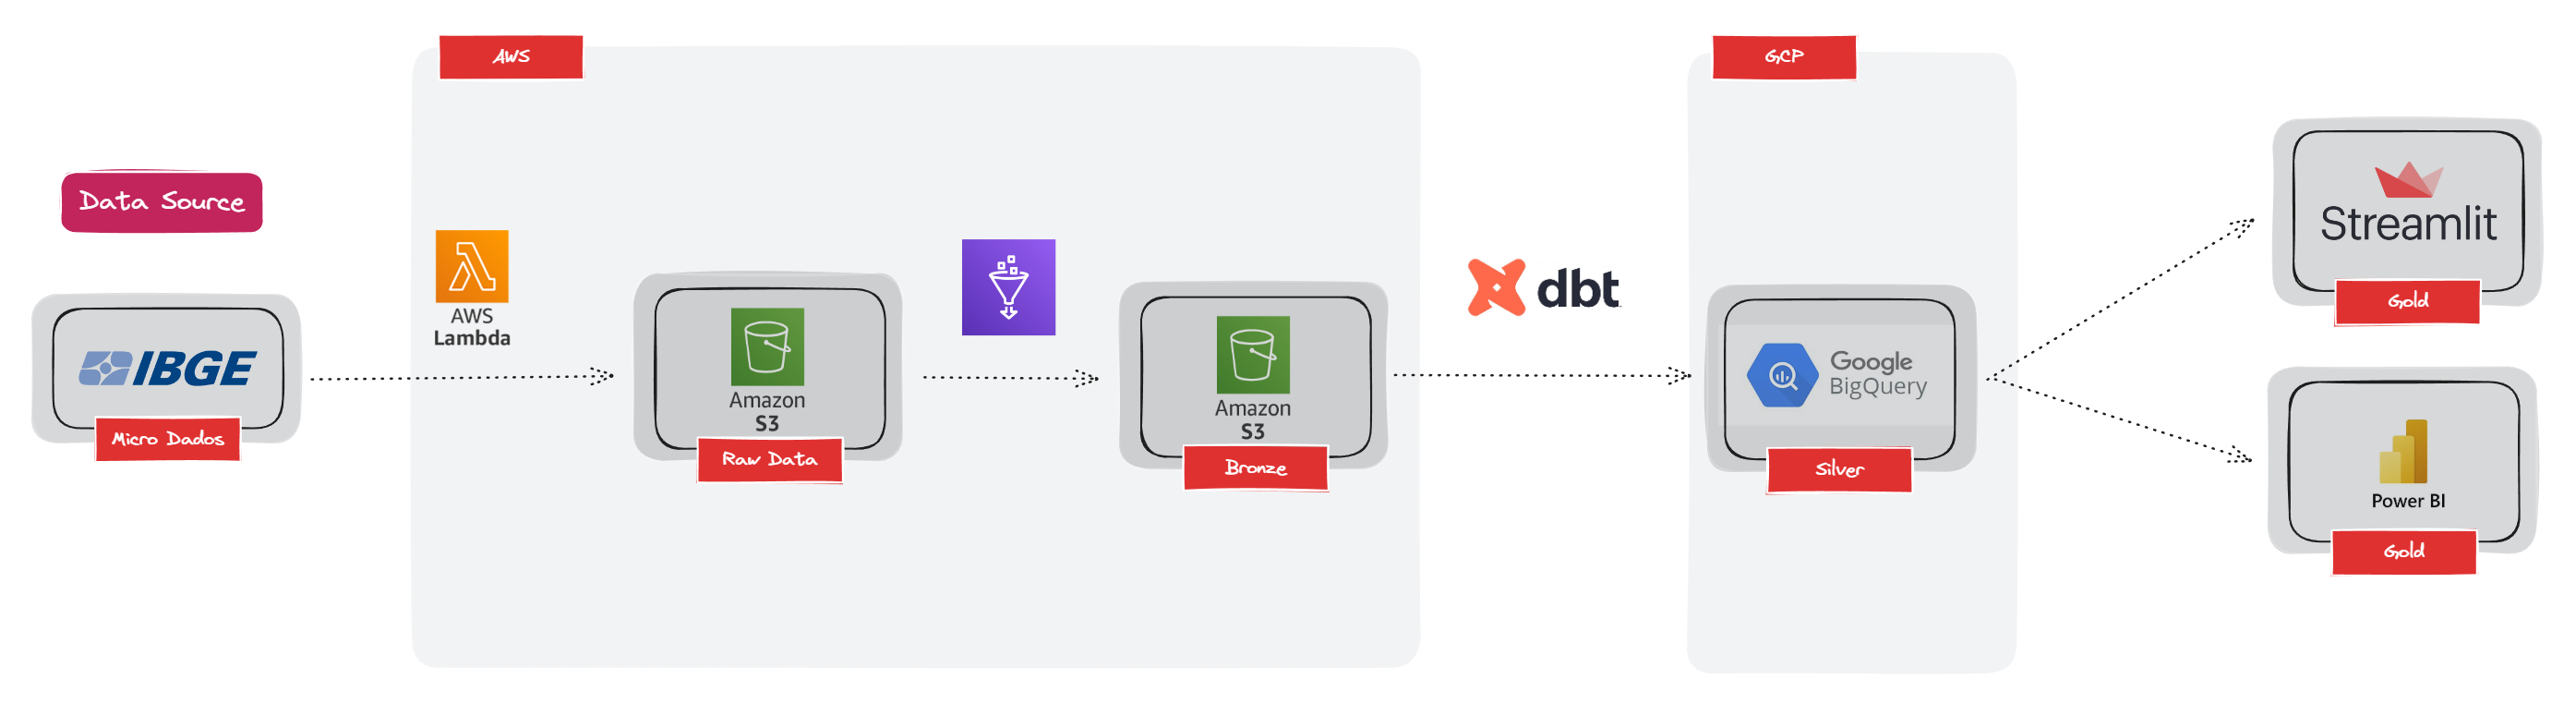 AWS
GCP
Data Source
IBGE
Micro Dados
AWS
Lambda
Amazon
S3
Raw Data
Amazon
S3
Bronze
dbt
Google
BigQuery
Silver
Streamlit
Gold
Power BI
Gold